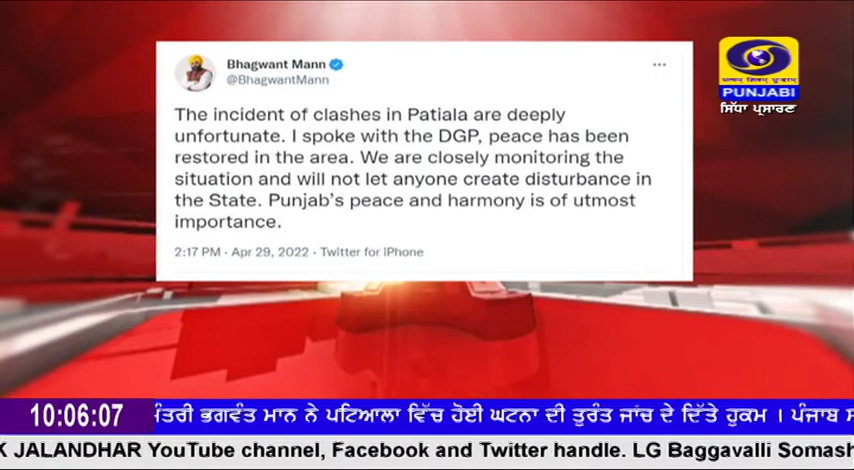 Bhagwant Mann
@BhagwantMann
The incident of clashes in Patiala are deeply
unfortunate. I spoke with the DGP, peace has been
restored in the area. We are closely monitoring the
situation and will not let anyone create disturbance in
the State. Punjab's peace and harmony is of utmost
importance.
2:17 PM · Apr 29, 2022 · Twitter for iPhone
PUNJABI
ਸਿੱਧਾ ਪ੍ਰਸਾਰਣ
10:06:07
ਮੰਤਰੀ ਭਗਵੰਤ ਮਾਨ ਨੇ ਪਟਿਆਲਾ ਵਿੱਚ ਹੋਈ ਘਟਨਾ ਦੀ ਤੁਰੰਤ ਜਾਂਚ ਦੇ ਦਿੱਤੇ ਹੁਕਮ । ਪੰਜਾਬ ਸ
K JALANDHAR YouTube channel, Facebook and Twitter handle. LG Baggavalli Somash